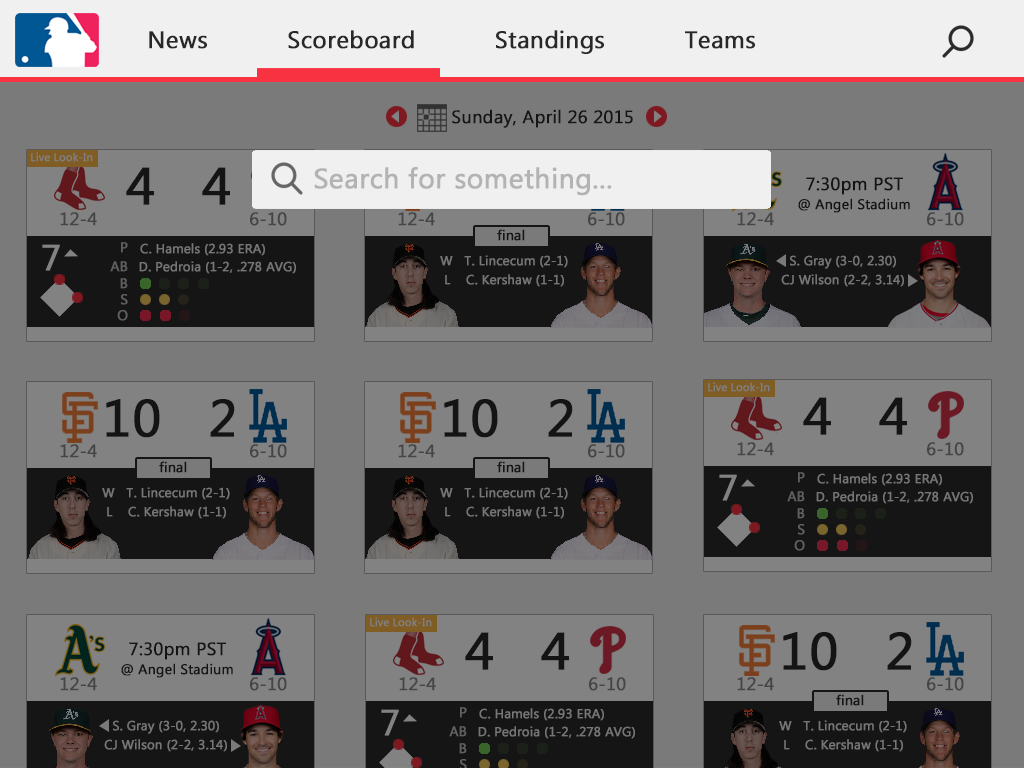 News
Scoreboard
Standings
Teams
Sunday, April 26 2015
Search for something...
Live Look-In
4 4
12-4 6-10
7
P C. Hamels (2.93 ERA)
AB D. Pedroia (1-2, .278 AVG)
B
S
O
12-4 6-10
final
W T. Lincecum (2-1)
L C. Kershaw (1-1)
7:30pm PST
@ Angel Stadium
12-4 6-10
S. Gray (3-0, 2.30)
CJ Wilson (2-2, 3.14)
SF 10 2 LA
12-4 6-10
final
W T. Lincecum (2-1)
L C. Kershaw (1-1)
SF 10 2 LA
12-4 6-10
final
W T. Lincecum (2-1)
L C. Kershaw (1-1)
Live Look-In
4 4 P
12-4 6-10
7
P C. Hamels (2.93 ERA)
AB D. Pedroia (1-2, .278 AVG)
B
S
O
A's 7:30pm PST A
@ Angel Stadium
12-4 6-10
S. Gray (3-0, 2.30)
CJ Wilson (2-2, 3.14)
Live Look-In
4 4 P
12-4 6-10
7
P C. Hamels (2.93 ERA)
AB D. Pedroia (1-2, .278 AVG)
B
S
SF 10 2 LA
12-4 6-10
final
W T. Lincecum (2-1)
L C. Kershaw (1-1)